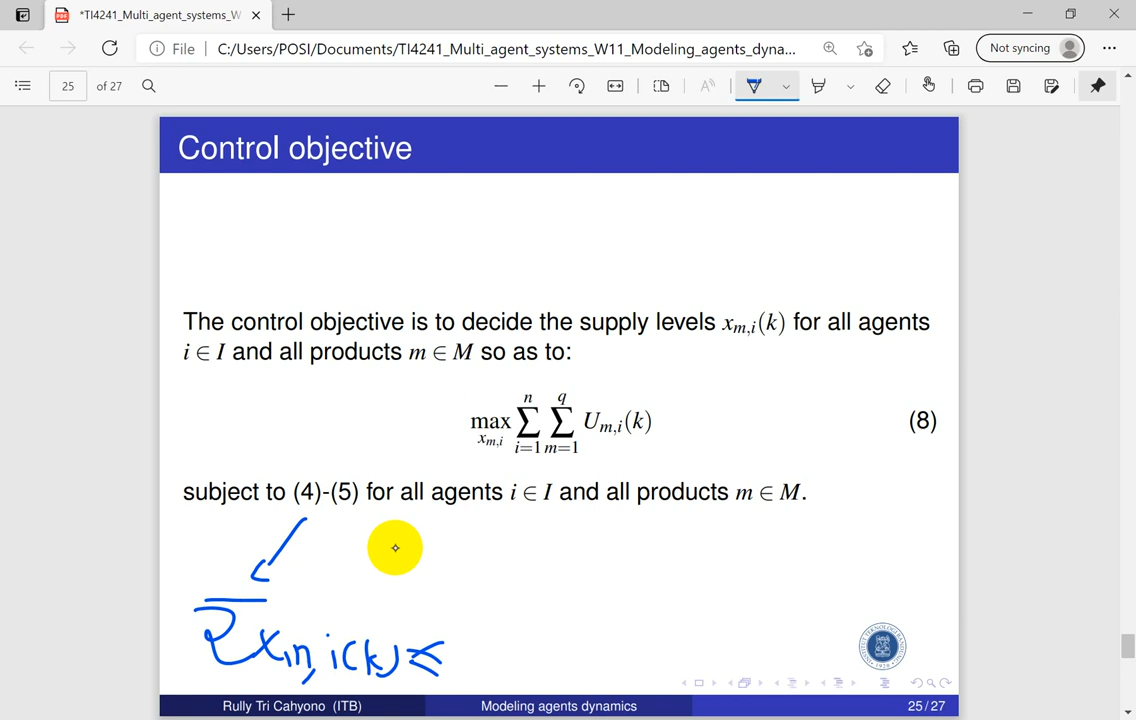 *TI4241_Multi_agent_systems_W
File C:/Users/POSI/Documents/TI4241_Multi_agent_systems_W11_Modeling_agents_dyna... Not syncing
25 of 27
Control objective
The control objective is to decide the supply levels x_{m,i}(k) for all agents
i ∈ I and all products m ∈ M so as to:
max_{x_{m,i}} ∑_{i=1}^{n} ∑_{m=1}^{q} U_{m,i}(k) (8)
subject to (4)-(5) for all agents i ∈ I and all products m ∈ M.
∑ x_{m,i}(k) ≤
Rully Tri Cahyono (ITB) Modeling agents dynamics 25/27